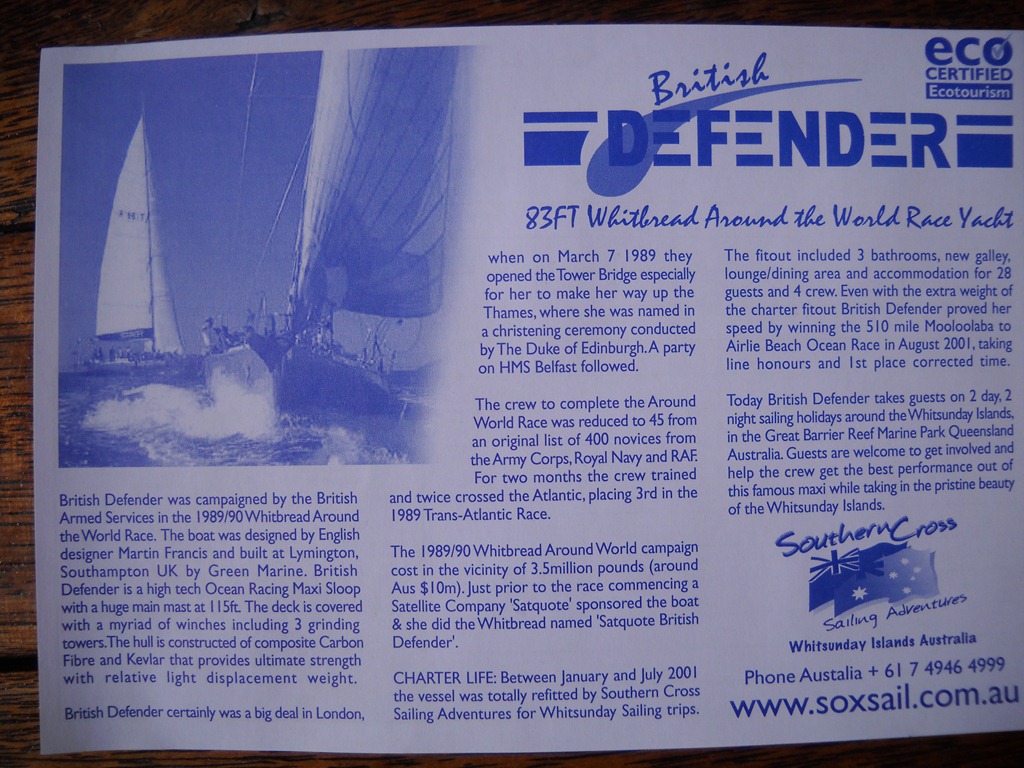 eco
CERTIFIED
Ecotourism
British
DEFENDER
83FT Whitbread Around the World Race Yacht
British Defender was campaigned by the British
Armed Services in the 1989/90 Whitbread Around
the World Race. The boat was designed by English
designer Martin Francis and built at Lymington,
Southampton UK by Green Marine. British
Defender is a high tech Ocean Racing Maxi Sloop
with a huge main mast at 115ft. The deck is covered
with a myriad of winches including 3 grinding
towers. The hull is constructed of composite Carbon
Fibre and Kevlar that provides ultimate strength
with relative light displacement weight.
British Defender certainly was a big deal in London,
when on March 7 1989 they
opened the Tower Bridge especially
for her to make her way up the
Thames, where she was named in
a christening ceremony conducted
by The Duke of Edinburgh. A party
on HMS Belfast followed.
The crew to complete the Around
World Race was reduced to 45 from
an original list of 400 novices from
the Army Corps, Royal Navy and RAF.
For two months the crew trained
and twice crossed the Atlantic, placing 3rd in the
1989 Trans-Atlantic Race.
The 1989/90 Whitbread Around World campaign
cost in the vicinity of 3.5million pounds (around
Aus $10m). Just prior to the race commencing a
Satellite Company 'Satquote' sponsored the boat
& she did the Whitbread named 'Satquote British
Defender'.
CHARTER LIFE: Between January and July 2001
the vessel was totally refitted by Southern Cross
Sailing Adventures for Whitsunday Sailing trips.
The fitout included 3 bathrooms, new galley,
lounge/dining area and accommodation for 28
guests and 4 crew. Even with the extra weight of
the charter fitout British Defender proved her
speed by winning the 510 mile Mooloolaba to
Airlie Beach Ocean Race in August 2001, taking
line honours and 1st place corrected time.
Today British Defender takes guests on 2 day, 2
night sailing holidays around the Whitsunday Islands,
in the Great Barrier Reef Marine Park Queensland
Australia. Guests are welcome to get involved and
help the crew get the best performance out of
this famous maxi while taking in the pristine beauty
of the Whitsunday Islands.
Southern Cross
Sailing Adventures
Whitsunday Islands Australia
Phone Austalia + 61 7 4946 4999
www.soxsail.com.au